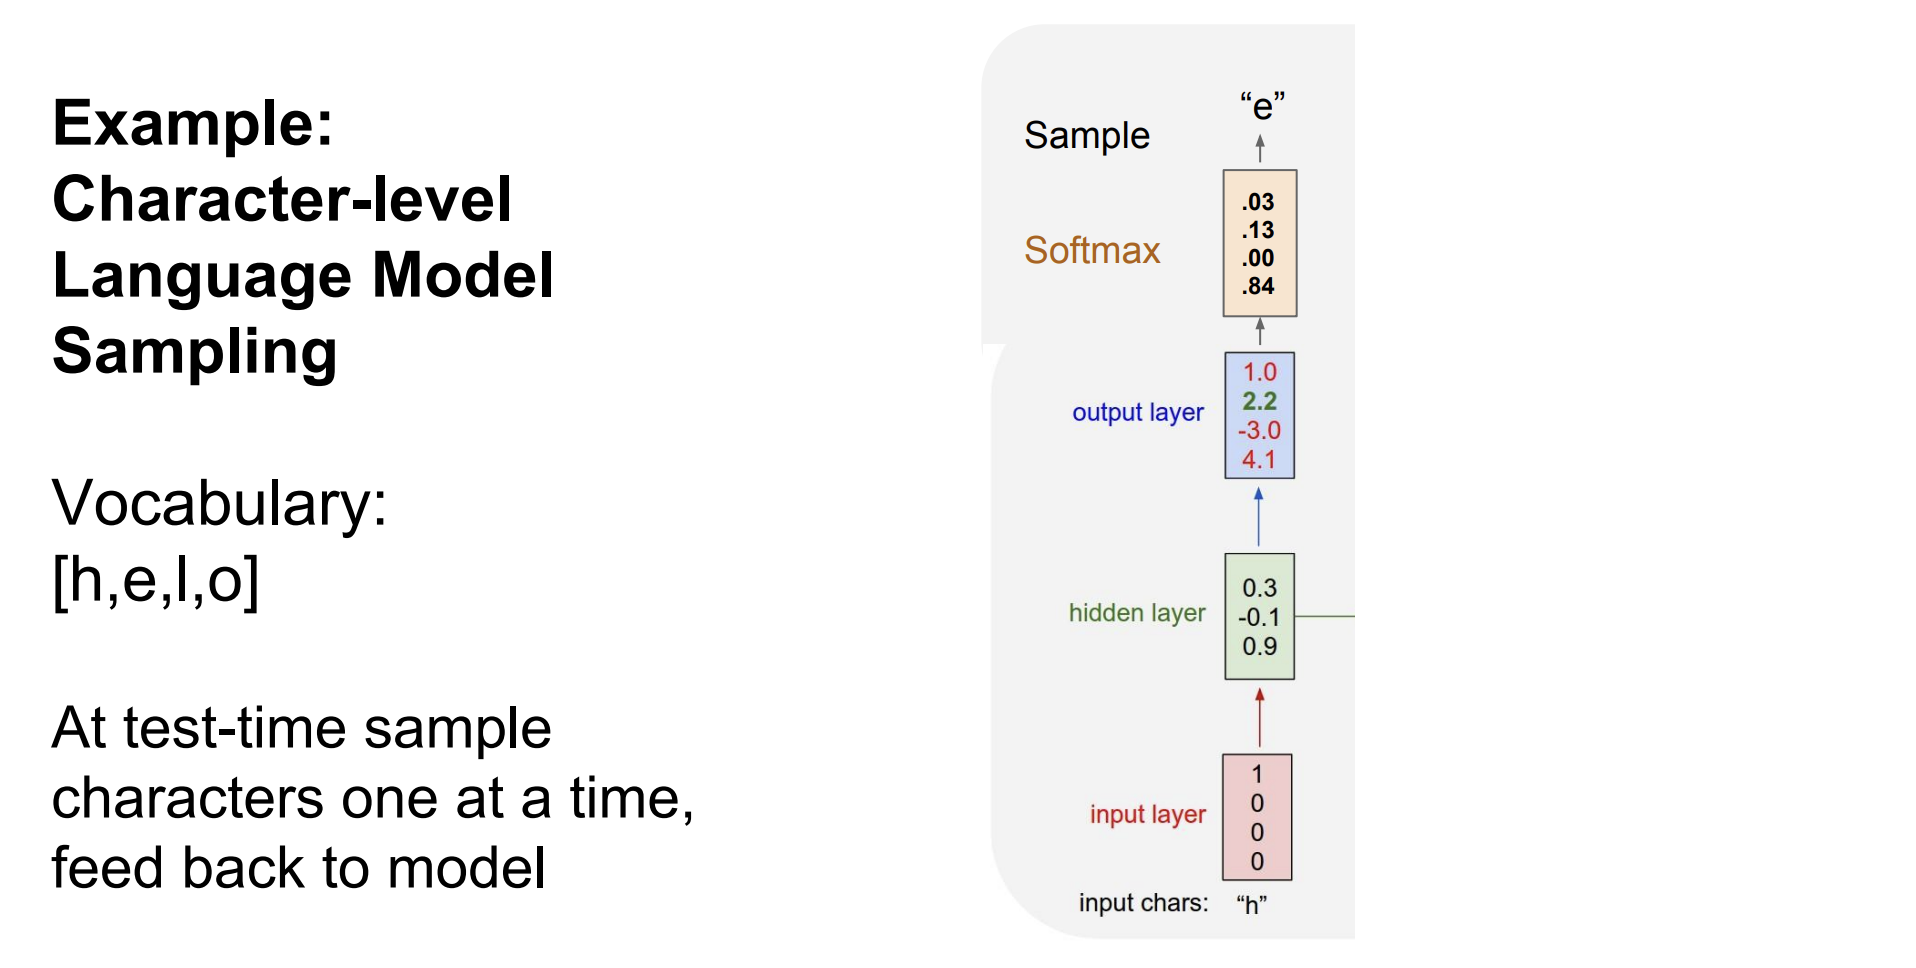 Example:
Character-level
Language Model
Sampling
Vocabulary:
[h,e,l,o]
At test-time sample
characters one at a time,
feed back to model
“e”
Sample
.03
.13
.00
.84
Softmax
1.0
2.2
-3.0
4.1
output layer
0.3
-0.1
0.9
hidden layer
1
0
0
0
input layer
input chars: “h”